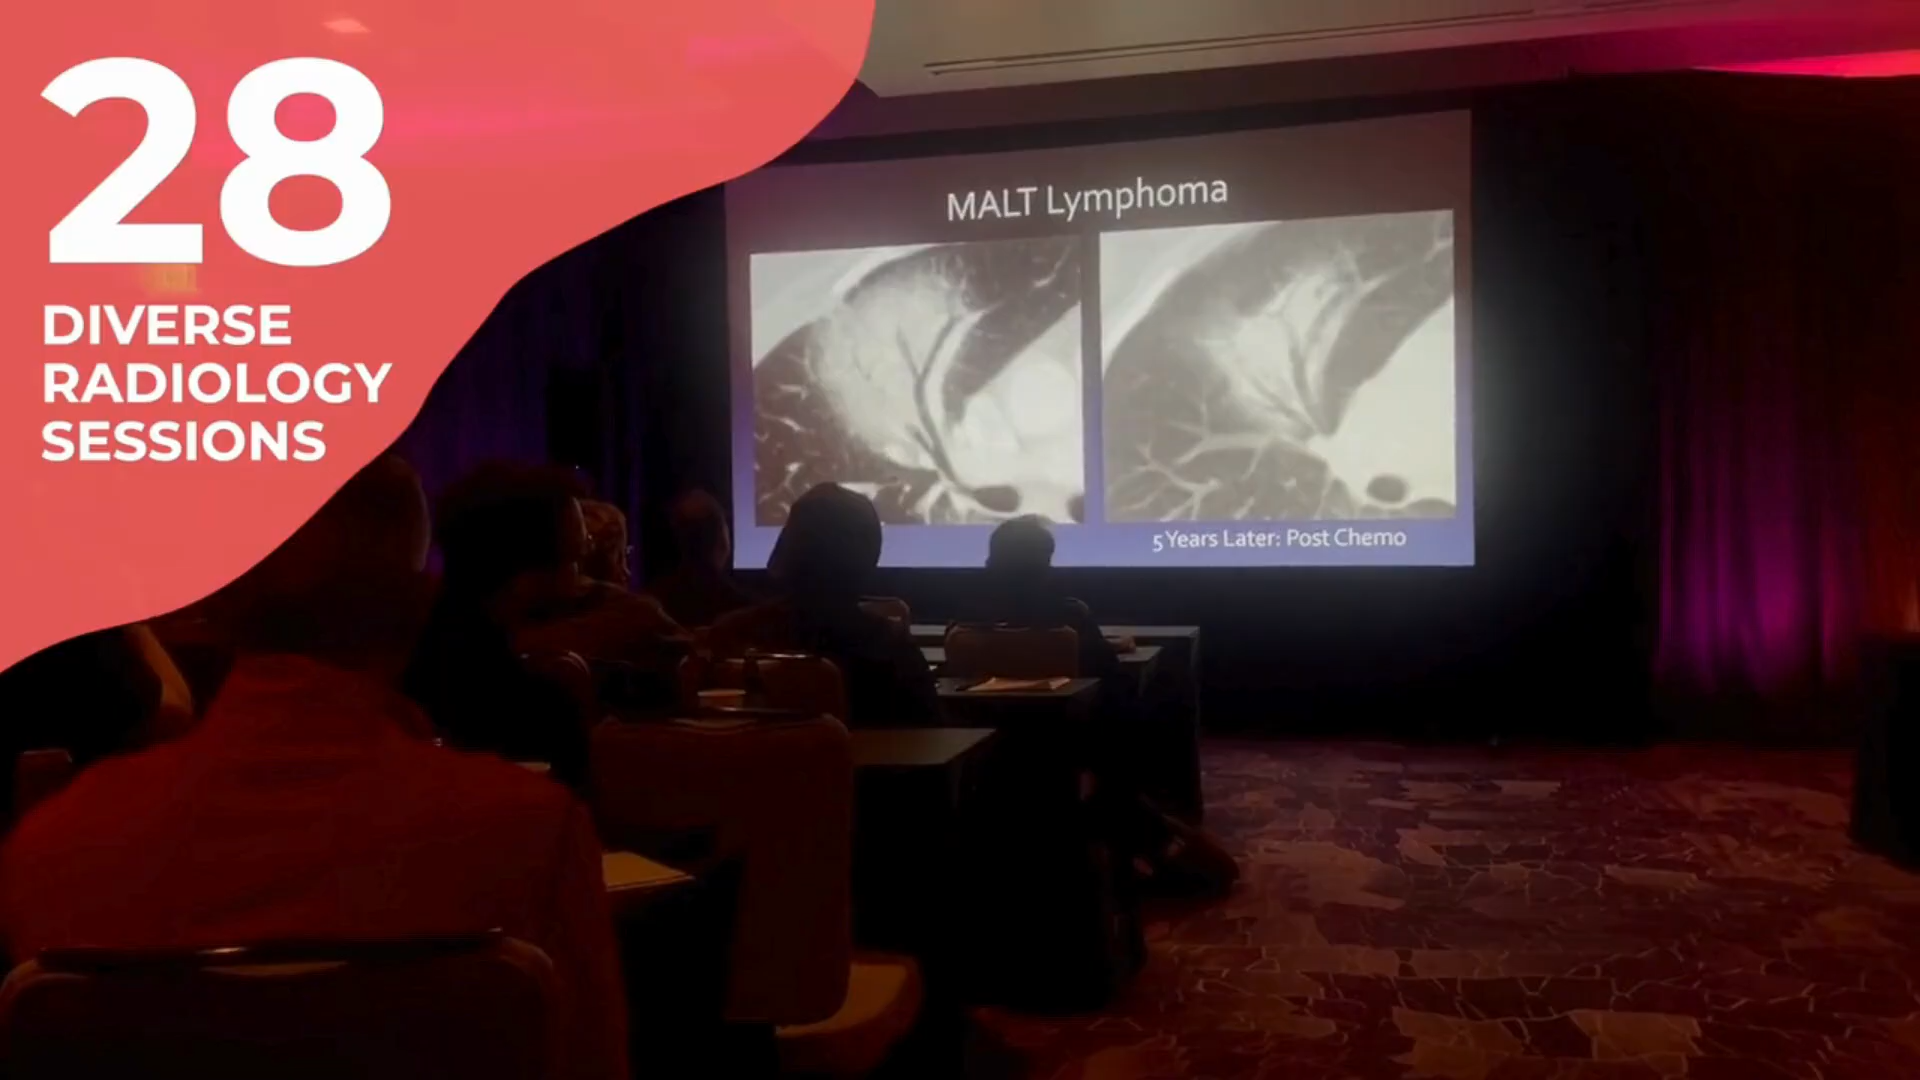 28
DIVERSE
RADIOLOGY
SESSIONS
MALT Lymphoma
5 Years Later: Post Chemo